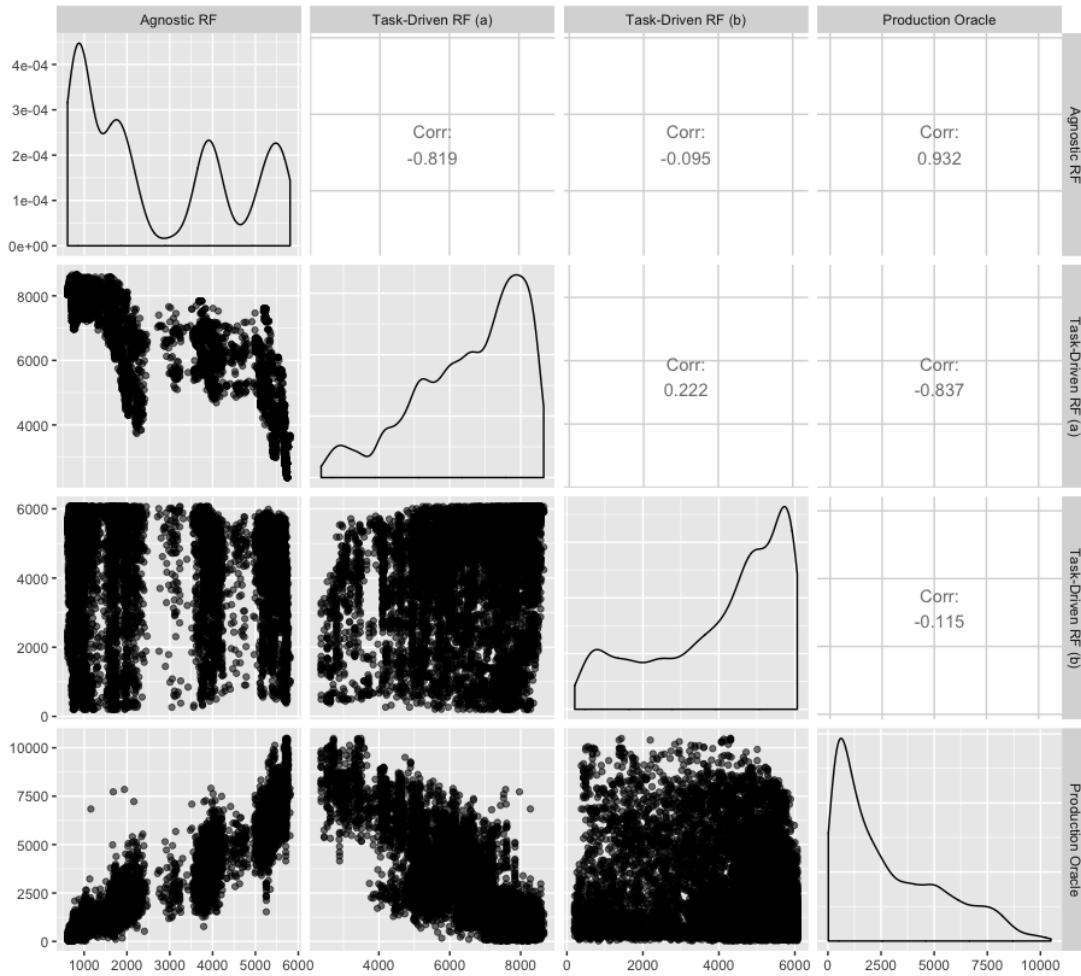 Agnostic RF
Task-Driven RF (a)
Task-Driven RF (b)
Production Oracle
4e-04
3e-04
2e-04
1e-04
0e+00
Corr:
-0.819
Corr:
-0.095
Corr:
0.932
Agnostic RF
8000
6000
4000
Corr:
0.222
Corr:
-0.837
Task-Driven RF (a)
6000
4000
2000
0
Corr:
-0.115
Task-Driven RF (b)
10000
7500
5000
2500
0
Production Oracle
1000 2000 3000 4000 5000 6000
4000 6000 8000
0 2000 4000 6000
0 2500 5000 7500 10000